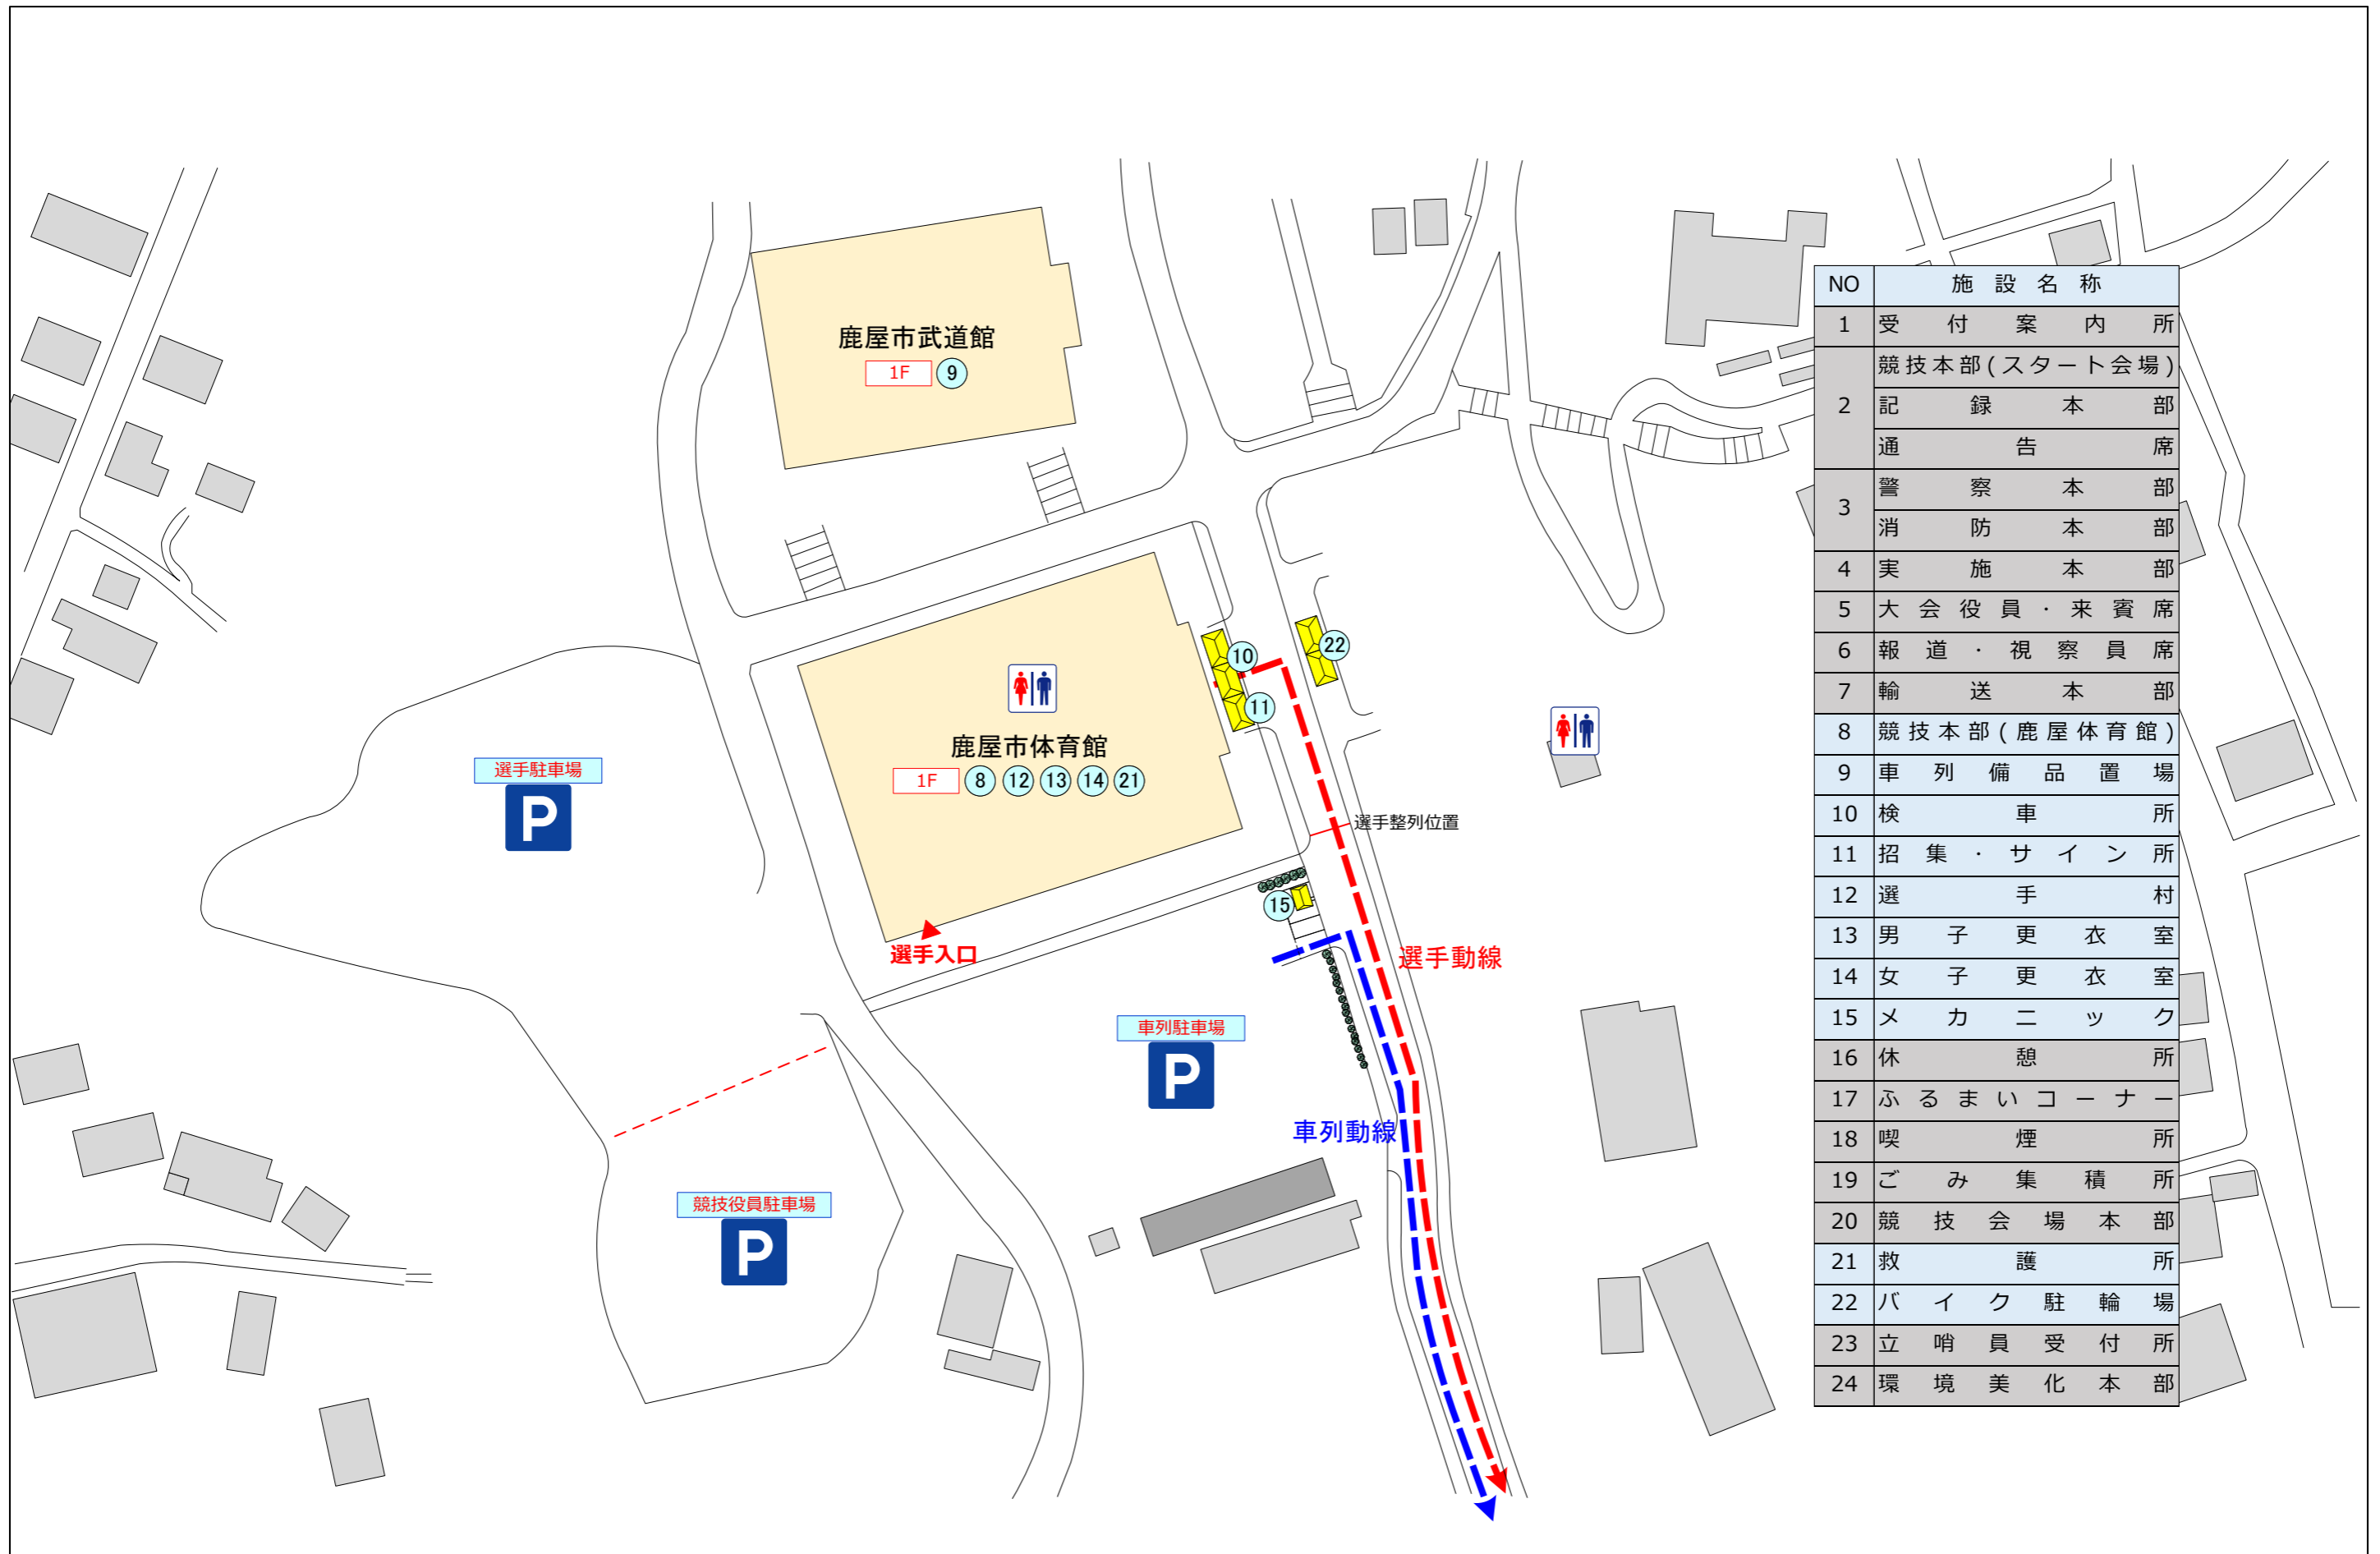 鹿屋市武道館
1F 9
10
22
11
鹿屋市体育館
1F 8 12 13 14 21
選手駐車場
P
選手整列位置
15
選手入口
選手動線
車列駐車場
P
車列動線
競技役員駐車場
P
NO 施設名称
1 受付案内所
2 競技本部(スタート会場)
記録本部
通告席
3 警察本部
消防本部
4 実施本部
5 大会役員・来賓席
6 報道・視察員席
7 輸送本部
8 競技本部(鹿屋体育館)
9 車列備品置場
10 検車所
11 招集・サイン所
12 選手村
13 男子更衣室
14 女子更衣室
15 メカニック
16 休憩所
17 ふるまいコーナー
18 喫煙所
19 ごみ集積所
20 競技会場本部
21 救護所
22 バイク駐輪場
23 立哨員受付所
24 環境美化本部